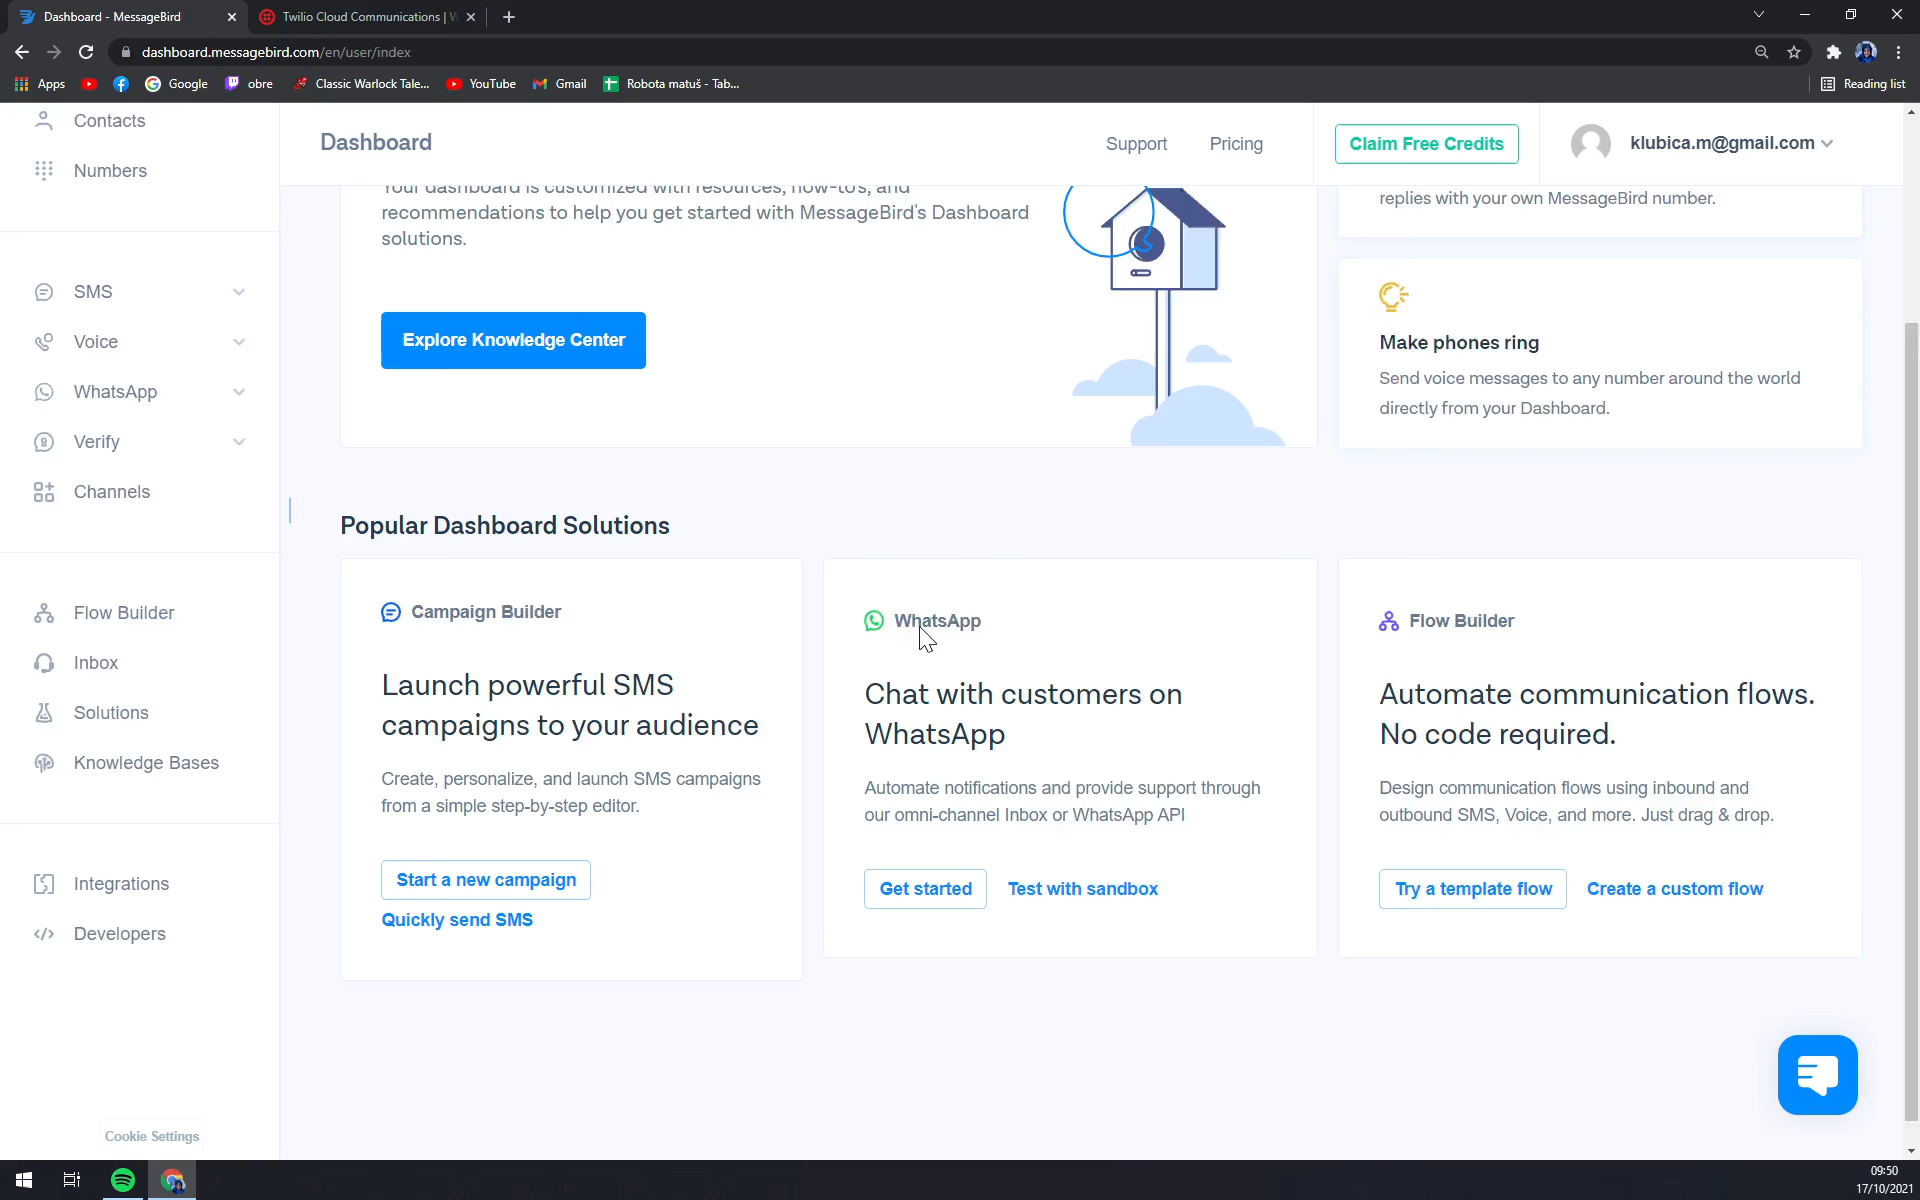 Dashboard - MessageBird
Twilio Cloud Communications |
dashboard.messagebird.com/en/user/index
Apps
Google
obre
Classic Warlock Tale...
YouTube
Gmail
Robota matuš - Tab...
Reading list
Contacts
Numbers
SMS
Voice
WhatsApp
Verify
Channels
Flow Builder
Inbox
Solutions
Knowledge Bases
Integrations
Developers
Cookie Settings
Dashboard
Support
Pricing
Claim Free Credits
klubica.m@gmail.com
Your dashboard is customized with resources, how-to's, and
recommendations to help you get started with MessageBird's Dashboard
solutions.
Explore Knowledge Center
replies with your own MessageBird number.
Make phones ring
Send voice messages to any number around the world
directly from your Dashboard.
Popular Dashboard Solutions
Campaign Builder
Launch powerful SMS
campaigns to your audience
Create, personalize, and launch SMS campaigns
from a simple step-by-step editor.
Start a new campaign
Quickly send SMS
WhatsApp
Chat with customers on
WhatsApp
Automate notifications and provide support through
our omni-channel Inbox or WhatsApp API
Get started
Test with sandbox
Flow Builder
Automate communication flows.
No code required.
Design communication flows using inbound and
outbound SMS, Voice, and more. Just drag & drop.
Try a template flow
Create a custom flow
09:50
17/10/2021